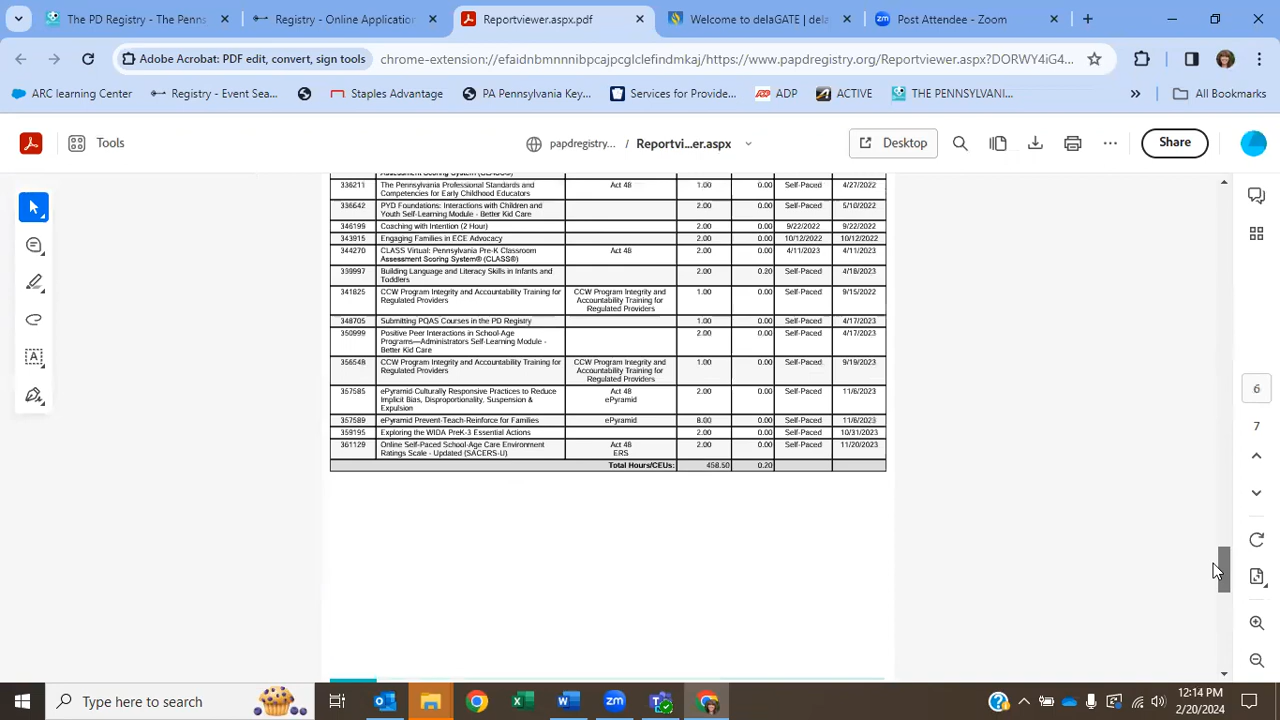 The PD Registry - The Penn
Registry - Online Application
Reportviewer.aspx.pdf
Welcome to delaGATE | dela
Post Attendee - Zoom
Adobe Acrobat: PDF edit, convert, sign tools
chrome-extension://efaidnbmnnnibpcajpcglclefindmkaj/https://www.papdregistry.org/Reportviewer.aspx?DORWY4iG4...
ARC learning Center
Registry - Event Sea...
Staples Advantage
PA Pennsylvania Key...
Services for Provide...
ADP
ACTIVE
THE PENNSYLVANI...
All Bookmarks
Tools
papdregistry... / Reportvi...er.aspx
Desktop
Share
Assessment Scoring System (CLASS®)
336211 The Pennsylvania Professional Standards and Act 48 1.00 0.00 Self-Paced 4/27/2022
Competencies for Early Childhood Educators
336642 PYD Foundations: Interactions with Children and 2.00 0.00 Self-Paced 5/10/2022
Youth Self-Learning Module - Better Kid Care
346199 Coaching with Intention (2 Hour) 2.00 0.00 9/22/2022 9/22/2022
343915 Engaging Families in ECE Advocacy 2.00 0.00 10/12/2022 10/12/2022
344270 CLASS Virtual: Pennsylvania Pre-K Classroom Act 48 2.00 0.00 4/11/2023 4/11/2023
Assessment Scoring System® (CLASS®)
339997 Building Language and Literacy Skills in Infants and 2.00 0.20 Self-Paced 4/18/2023
Toddlers
341825 CCW Program Integrity and Accountability Training for CCW Program Integrity and 1.00 0.00 Self-Paced 9/15/2022
Regulated Providers Accountability Training for
Regulated Providers
348705 Submitting PQAS Courses in the PD Registry 1.00 0.00 Self-Paced 4/17/2023
350999 Positive Peer Interactions in School-Age 2.00 0.00 Self-Paced 4/17/2023
Programs—Administrators Self-Learning Module -
Better Kid Care
356548 CCW Program Integrity and Accountability Training for CCW Program Integrity and 1.00 0.00 Self-Paced 9/19/2023
Regulated Providers Accountability Training for
Regulated Providers
357585 ePyramid-Culturally Responsive Practices to Reduce Act 48 2.00 0.00 Self-Paced 11/6/2023
Implicit Bias, Disproportionality, Suspension & ePyramid
Expulsion
357589 ePyramid Prevent-Teach-Reinforce for Families ePyramid 8.00 0.00 Self-Paced 11/6/2023
359195 Exploring the WIDA PreK-3 Essential Actions 2.00 0.00 Self-Paced 10/31/2023
361129 Online Self-Paced School-Age Care Environment Act 48 2.00 0.00 Self-Paced 11/20/2023
Ratings Scale - Updated (SACERS-U) ERS
Total Hours/CEUs: 458.50 0.20
6
7
Type here to search
12:14 PM
2/20/2024